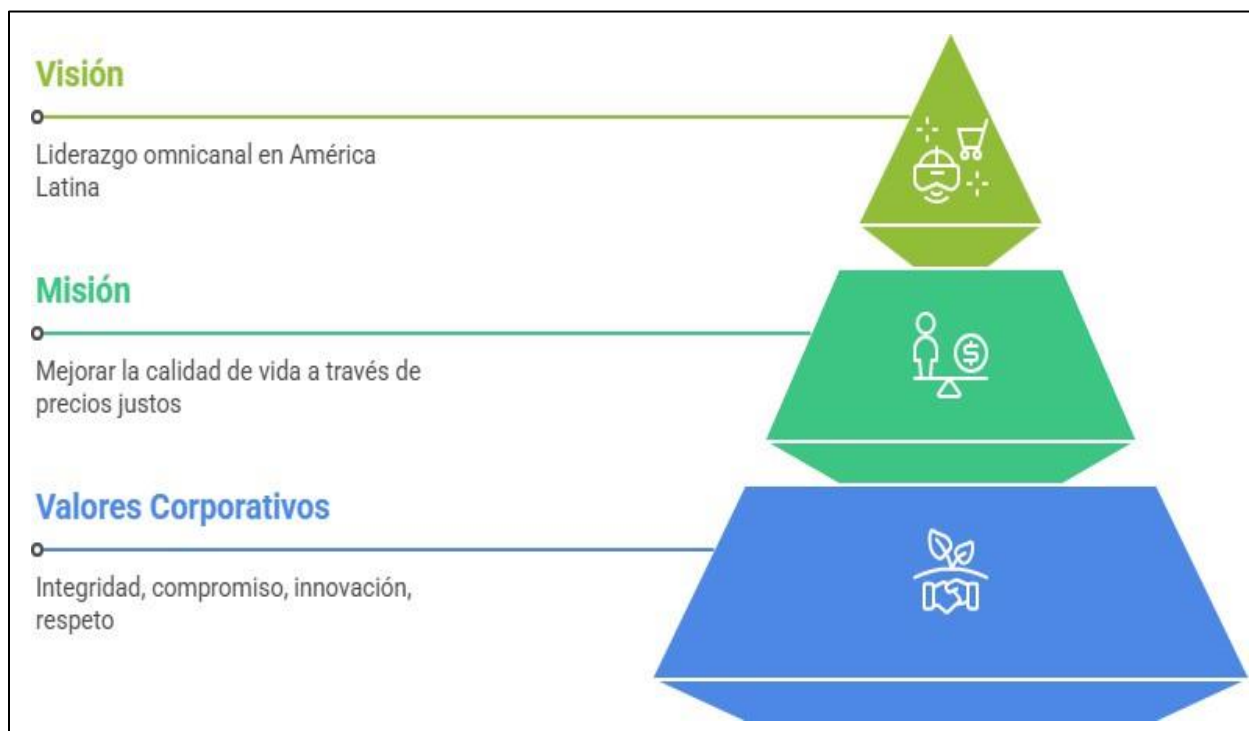 Visión
Liderazgo omnicanal en América
Latina
Misión
Mejorar la calidad de vida a través de
precios justos
Valores Corporativos
Integridad, compromiso, innovación,
respeto